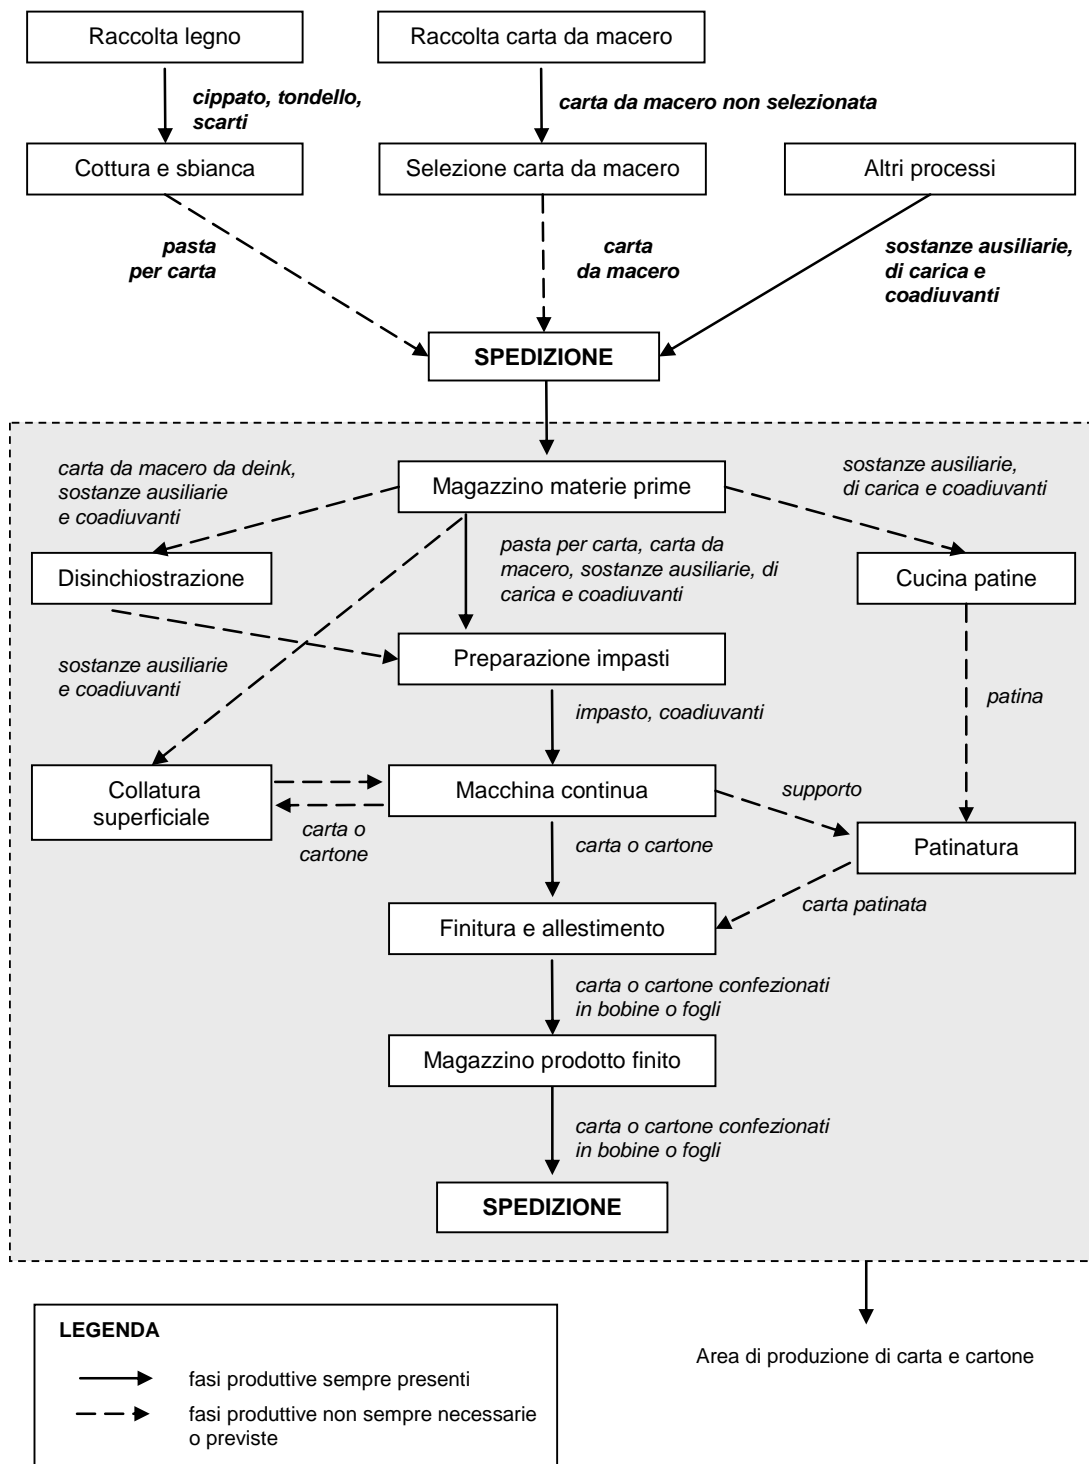 Raccolta legno
Raccolta carta da macero
cippato, tondello,
scarti
carta da macero non selezionata
Cottura e sbianca
Selezione carta da macero
Altri processi
pasta
per carta
carta
da macero
sostanze ausiliarie,
di carica e
coadiuvanti
SPEDIZIONE
carta da macero da deink,
sostanze ausiliarie
e coadiuvanti
Magazzino materie prime
sostanze ausiliarie,
di carica e coadiuvanti
Disinchiostrazione
pasta per carta, carta da
macero, sostanze ausiliarie, di
carica e coadiuvanti
Cucina patine
sostanze ausiliarie
e coadiuvanti
Preparazione impasti
impasto, coadiuvanti
patina
Collatura
superficiale
Macchina continua
supporto
carta o
cartone
carta o cartone
Patinatura
Finitura e allestimento
carta patinata
carta o cartone confezionati
in bobine o fogli
Magazzino prodotto finito
carta o cartone confezionati
in bobine o fogli
SPEDIZIONE
LEGENDA
fasi produttive sempre presenti
fasi produttive non sempre necessarie
o previste
Area di produzione di carta e cartone